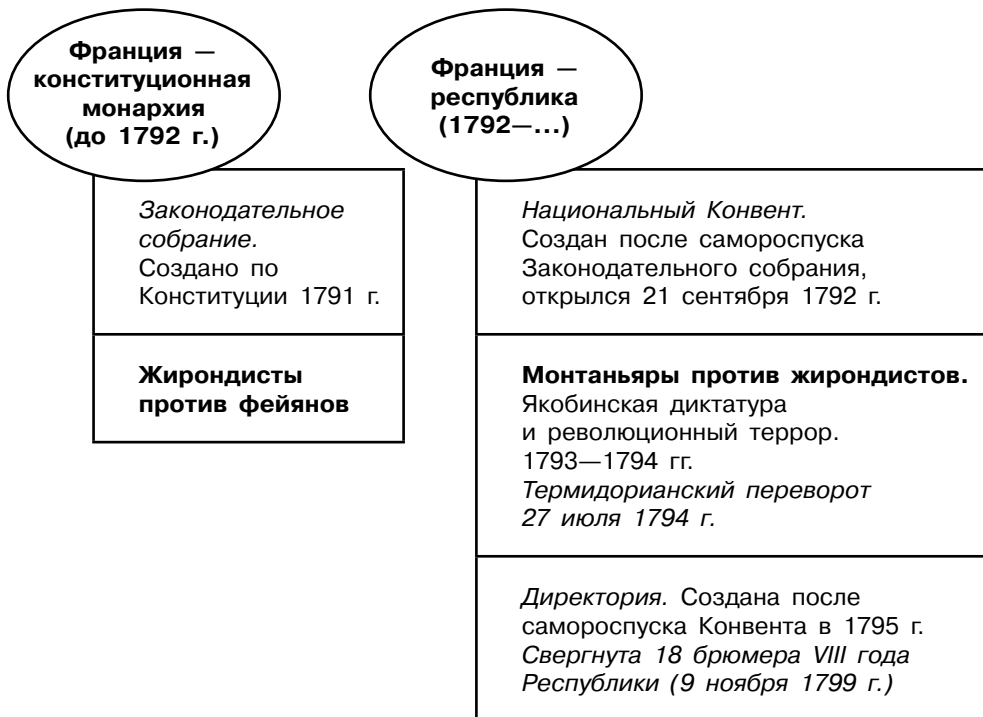 Франция —
конституционная
монархия
(до 1792 г.)
Законодательное
собрание.
Создано по
Конституции 1791 г.
Жирондисты
против фейянов
Франция —
республика
(1792—...)
Национальный Конвент.
Создан после самороспуска
Законодательного собрания,
открылся 21 сентября 1792 г.
Монтаньяры против жирондистов.
Якобинская диктатура
и революционный террор.
1793—1794 гг.
Термидорианский переворот
27 июля 1794 г.
Директория. Создана после
самороспуска Конвента в 1795 г.
Свергнута 18 брюмера VIII года
Республики (9 ноября 1799 г.)